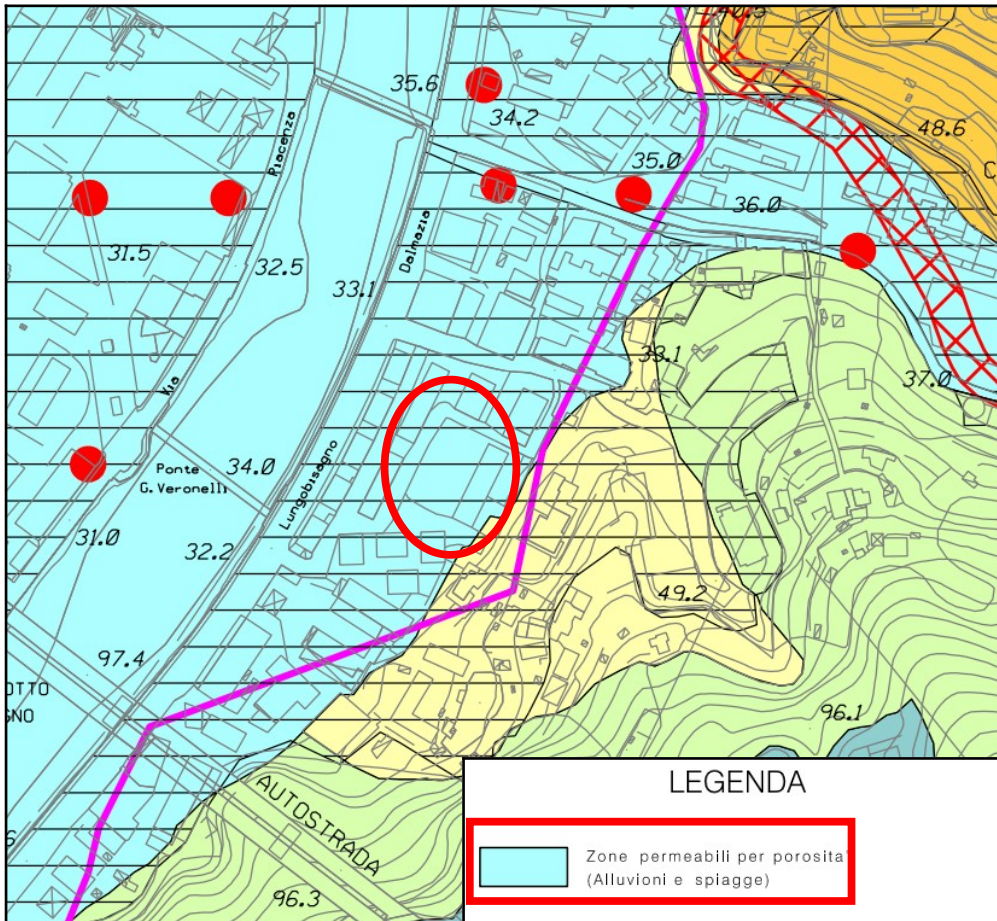 35.6
34.2
48.6
Piacenza
35.0
36.0
Dalmazia
31.5
32.5
33.1
39.1
37.0
Via
Ponte
G. Veronelli
34.0
Lungobisagno
31.0
32.2
49.2
97.4
OTTO
GNO
96.1
AUTOSTRADA
96.3
LEGENDA
Zone permeabili per porosita'
(Alluvioni e spiagge)